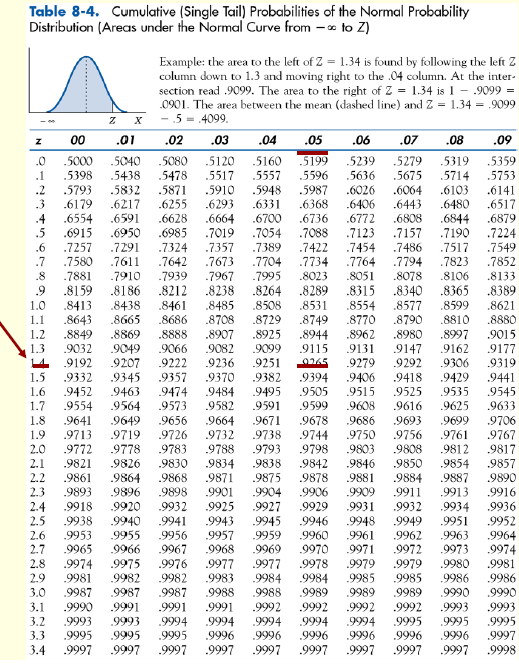 Table 8-4. Cumulative (Single Tail) Probabilities of the Normal Probability
Distribution (Areas under the Normal Curve from −∞ to Z)
Example: the area to the left of Z = 1.34 is found by following the left Z
column down to 1.3 and moving right to the .04 column. At the inter-
section read .9099. The area to the right of Z = 1.34 is 1 − .9099 =
.0901. The area between the mean (dashed line) and Z = 1.34 = .9099
− .5 = .4099.
−∞ Z X
z 00 .01 .02 .03 .04 .05 .06 .07 .08 .09
.0 .5000 .5040 .5080 .5120 .5160 .5199 .5239 .5279 .5319 .5359
.1 .5398 .5438 .5478 .5517 .5557 .5596 .5636 .5675 .5714 .5753
.2 .5793 .5832 .5871 .5910 .5948 .5987 .6026 .6064 .6103 .6141
.3 .6179 .6217 .6255 .6293 .6331 .6368 .6406 .6443 .6480 .6517
.4 .6554 .6591 .6628 .6664 .6700 .6736 .6772 .6808 .6844 .6879
.5 .6915 .6950 .6985 .7019 .7054 .7088 .7123 .7157 .7190 .7224
.6 .7257 .7291 .7324 .7357 .7389 .7422 .7454 .7486 .7517 .7549
.7 .7580 .7611 .7642 .7673 .7704 .7734 .7764 .7794 .7823 .7852
.8 .7881 .7910 .7939 .7967 .7995 .8023 .8051 .8078 .8106 .8133
.9 .8159 .8186 .8212 .8238 .8264 .8289 .8315 .8340 .8365 .8389
1.0 .8413 .8438 .8461 .8485 .8508 .8531 .8554 .8577 .8599 .8621
1.1 .8643 .8665 .8686 .8708 .8729 .8749 .8770 .8790 .8810 .8880
1.2 .8849 .8869 .8888 .8907 .8925 .8944 .8962 .8980 .8997 .9015
1.3 .9032 .9049 .9066 .9082 .9099 .9115 .9131 .9147 .9162 .9177
1.4 .9192 .9207 .9222 .9236 .9251 .9265 .9279 .9292 .9306 .9319
1.5 .9332 .9345 .9357 .9370 .9382 .9394 .9406 .9418 .9429 .9441
1.6 .9452 .9463 .9474 .9484 .9495 .9505 .9515 .9525 .9535 .9545
1.7 .9554 .9564 .9573 .9582 .9591 .9599 .9608 .9616 .9625 .9633
1.8 .9641 .9649 .9656 .9664 .9671 .9678 .9686 .9693 .9699 .9706
1.9 .9713 .9719 .9726 .9732 .9738 .9744 .9750 .9756 .9761 .9767
2.0 .9772 .9778 .9783 .9788 .9793 .9798 .9803 .9808 .9812 .9817
2.1 .9821 .9826 .9830 .9834 .9838 .9842 .9846 .9850 .9854 .9857
2.2 .9861 .9864 .9868 .9871 .9875 .9878 .9881 .9884 .9887 .9890
2.3 .9893 .9896 .9898 .9901 .9904 .9906 .9909 .9911 .9913 .9916
2.4 .9918 .9920 .9932 .9925 .9927 .9929 .9931 .9932 .9934 .9936
2.5 .9938 .9940 .9941 .9943 .9945 .9946 .9948 .9949 .9951 .9952
2.6 .9953 .9955 .9956 .9957 .9959 .9960 .9961 .9962 .9963 .9964
2.7 .9965 .9966 .9967 .9968 .9969 .9970 .9971 .9972 .9973 .9974
2.8 .9974 .9975 .9976 .9977 .9977 .9978 .9979 .9979 .9980 .9981
2.9 .9981 .9982 .9982 .9983 .9984 .9984 .9985 .9985 .9986 .9986
3.0 .9987 .9987 .9987 .9988 .9988 .9989 .9989 .9989 .9990 .9990
3.1 .9990 .9991 .9991 .9991 .9992 .9992 .9992 .9992 .9993 .9993
3.2 .9993 .9993 .9994 .9994 .9994 .9994 .9994 .9995 .9995 .9995
3.3 .9995 .9995 .9995 .9996 .9996 .9996 .9996 .9996 .9996 .9997
3.4 .9997 .9997 .9997 .9997 .9997 .9997 .9997 .9997 .9997 .9998